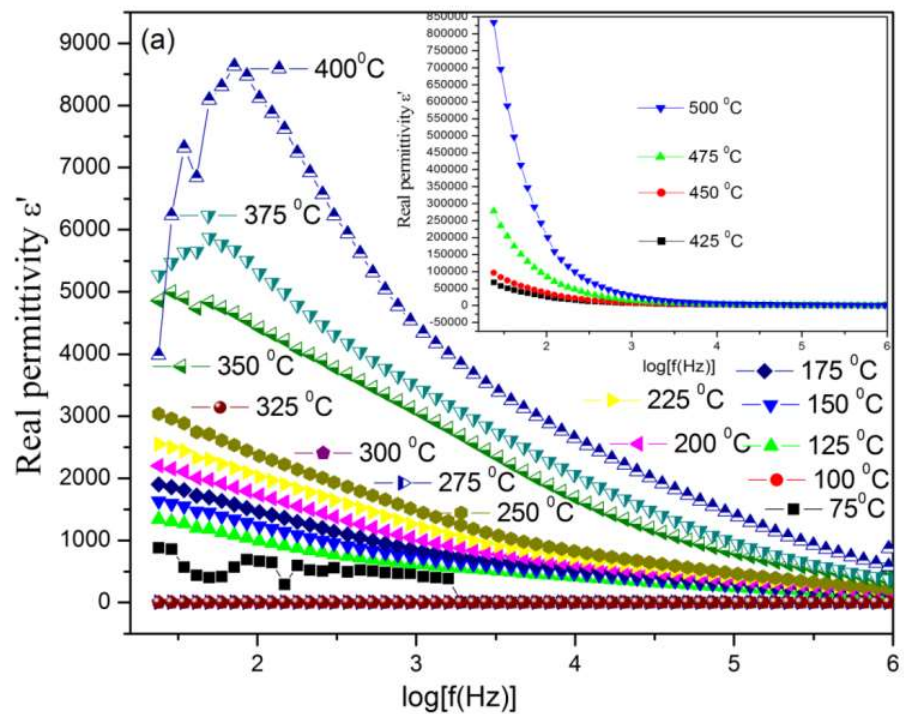 (a)
Real permittivity ε'
9000
8000
7000
6000
5000
4000
3000
2000
1000
0
2
3
4
5
6
log[f(Hz)]
400⁰C
375 ⁰C
350 ⁰C
325 ⁰C
300 ⁰C
275 ⁰C
250 ⁰C
225 ⁰C
200 ⁰C
175 ⁰C
150 ⁰C
125 ⁰C
100 ⁰C
75⁰C
Real permittivity ε'
850000
800000
750000
700000
650000
600000
550000
500000
450000
400000
350000
300000
250000
200000
150000
100000
50000
0
-50000
2
3
4
5
6
log[f(Hz)]
500 ⁰C
475 ⁰C
450 ⁰C
425 ⁰C